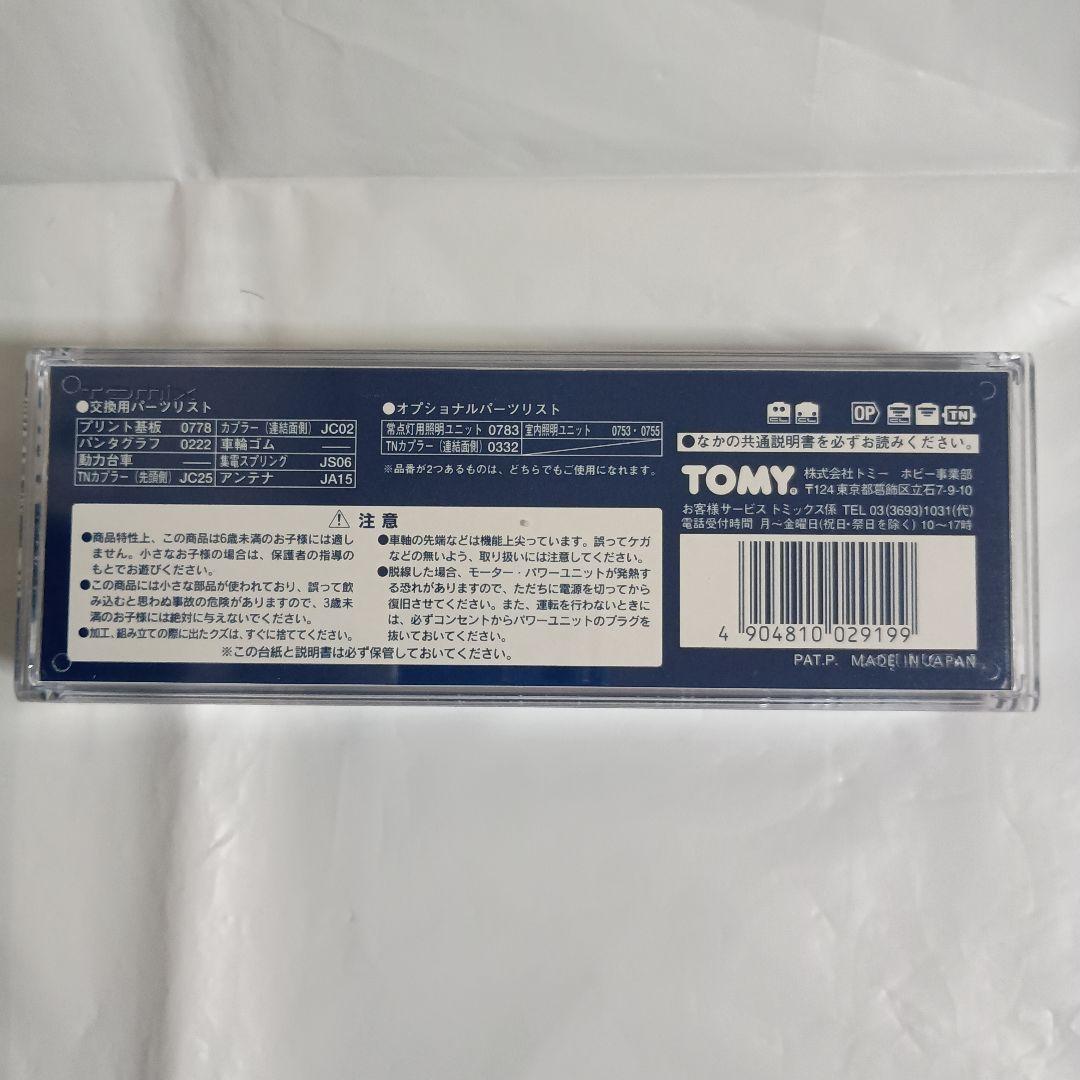 TOMIX
●交換用パーツリスト
プリント基板 0778 カプラー(連結面側) JC02
パンタグラフ 0222 車輪ゴム ——
動力台車 —— 集電スプリング JS06
TNカプラー(先頭側) JC25 アンテナ JA15
●オプショナルパーツリスト
常点灯用照明ユニット 0783 室内照明ユニット 0753・0755
TNカプラー(連結面側) 0332
※品番が2つあるものは、どちらでもご使用になれます。
OP TN
●なかの共通説明書を必ずお読みください。
TOMY® 株式会社トミー ホビー事業部
〒124 東京都葛飾区立石7-9-10
お客様サービス トミックス係 TEL 03(3693)1031(代)
電話受付時間 月〜金曜日(祝日・祭日を除く) 10〜17時
⚠ 注意
●商品特性上、この商品は6歳未満のお子様には適し
ません。小さなお子様の場合は、保護者の指導の
もとでお遊びください。
●この商品には小さな部品が使われており、誤って飲
み込むと思わぬ事故の危険がありますので、3歳未
満のお子様には絶対に与えないでください。
●加工、組み立ての際に出たクズは、すぐに捨ててください。
●車軸の先端などは機能上尖っています。誤ってケガ
などの無いよう、取り扱いには注意してください。
●脱線した場合、モーター・パワーユニットが発熱す
る恐れがありますので、ただちに電源を切ってから
復旧させてください。また、運転を行わないときに
は、必ずコンセントからパワーユニットのプラグを
抜いておいてください。
※この台紙と説明書は必ず保管しておいてください。
4 904810 029199
PAT.P. MADE IN JAPAN